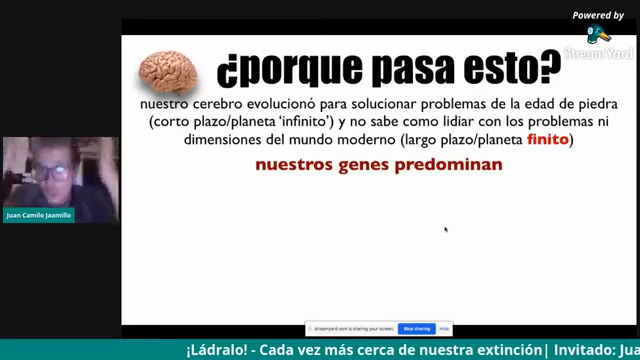 Powered by
StreamYard
¿porque pasa esto?
nuestro cerebro evolucionó para solucionar problemas de la edad de piedra
(corto plazo/planeta ‘infinito’) y no sabe como lidiar con los problemas ni
dimensiones del mundo moderno (largo plazo/planeta finito)
nuestros genes predominan
Juan Camilo Jaamillo
streamyard.com is sharing your screen.
Stop sharing
Hide
¡Ládralo! - Cada vez más cerca de nuestra extinción| Invitado: Jua